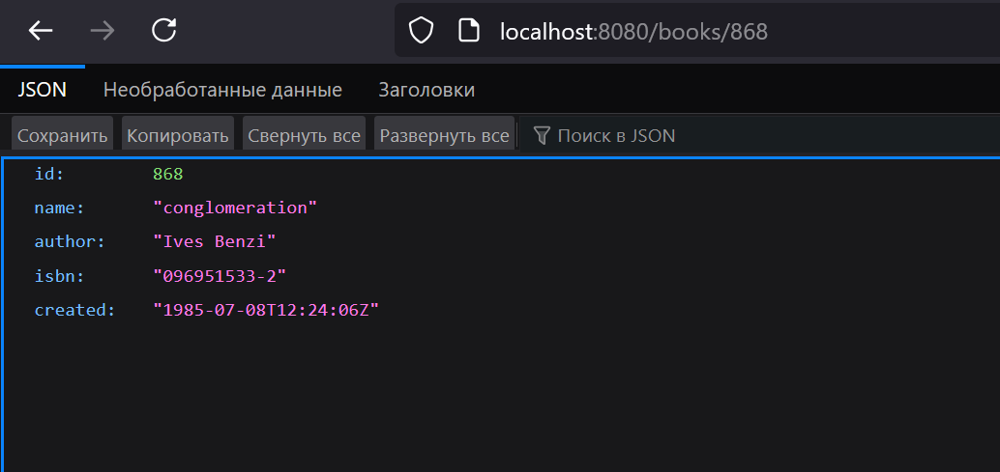 localhost:8080/books/868
JSON Необработанные данные Заголовки
Сохранить Копировать Свернуть все Развернуть все Поиск в JSON
id: 868
name: "conglomeration"
author: "Ives Benzi"
isbn: "096951533-2"
created: "1985-07-08T12:24:06Z"